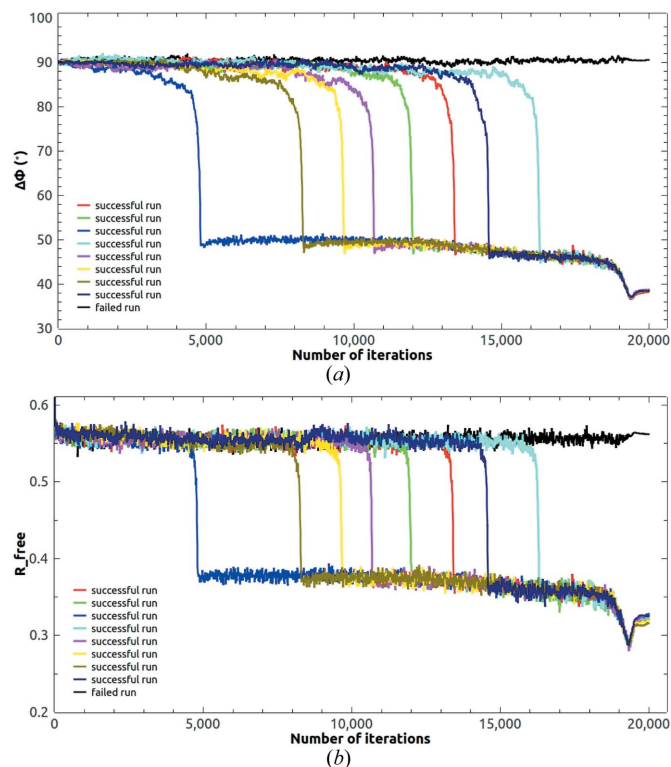 100
90
80
70
60
50
40
30
ΔΦ (°)
successful run
successful run
successful run
successful run
successful run
successful run
successful run
successful run
failed run
0 5,000 10,000 15,000 20,000
Number of iterations
(a)
0.6
0.5
0.4
0.3
0.2
R_free
successful run
successful run
successful run
successful run
successful run
successful run
successful run
successful run
failed run
0 5,000 10,000 15,000 20,000
Number of iterations
(b)